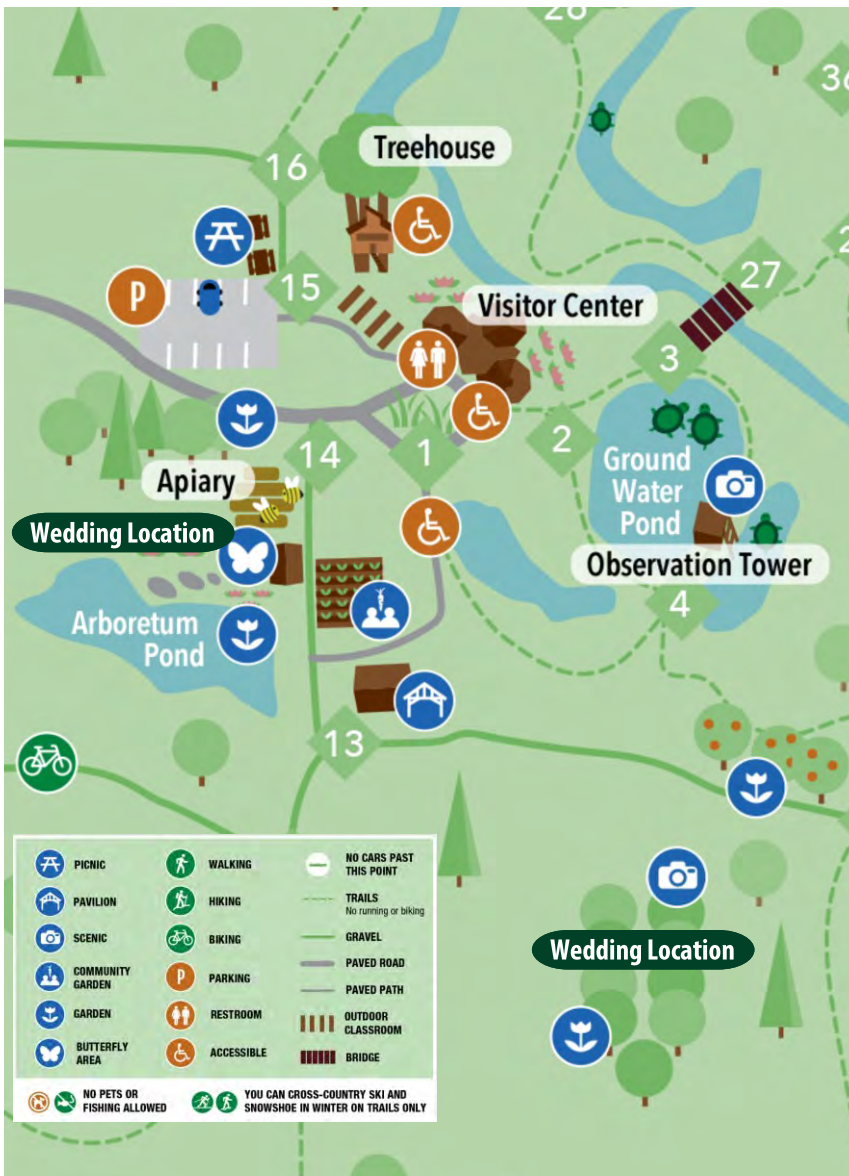 28
36
Treehouse
16
P
15
27
2
Visitor Center
3
14
1
2
Apiary
Ground
Water
Pond
Wedding Location
Observation Tower
4
Arboretum
Pond
13
PICNIC
PAVILION
SCENIC
COMMUNITY
GARDEN
GARDEN
BUTTERFLY
AREA
WALKING
HIKING
BIKING
P
PARKING
RESTROOM
ACCESSIBLE
NO CARS PAST
THIS POINT
TRAILS
No running or biking
GRAVEL
PAVED ROAD
PAVED PATH
OUTDOOR
CLASSROOM
BRIDGE
NO PETS OR
FISHING ALLOWED
YOU CAN CROSS-COUNTRY SKI AND
SNOWSHOE IN WINTER ON TRAILS ONLY
Wedding Location